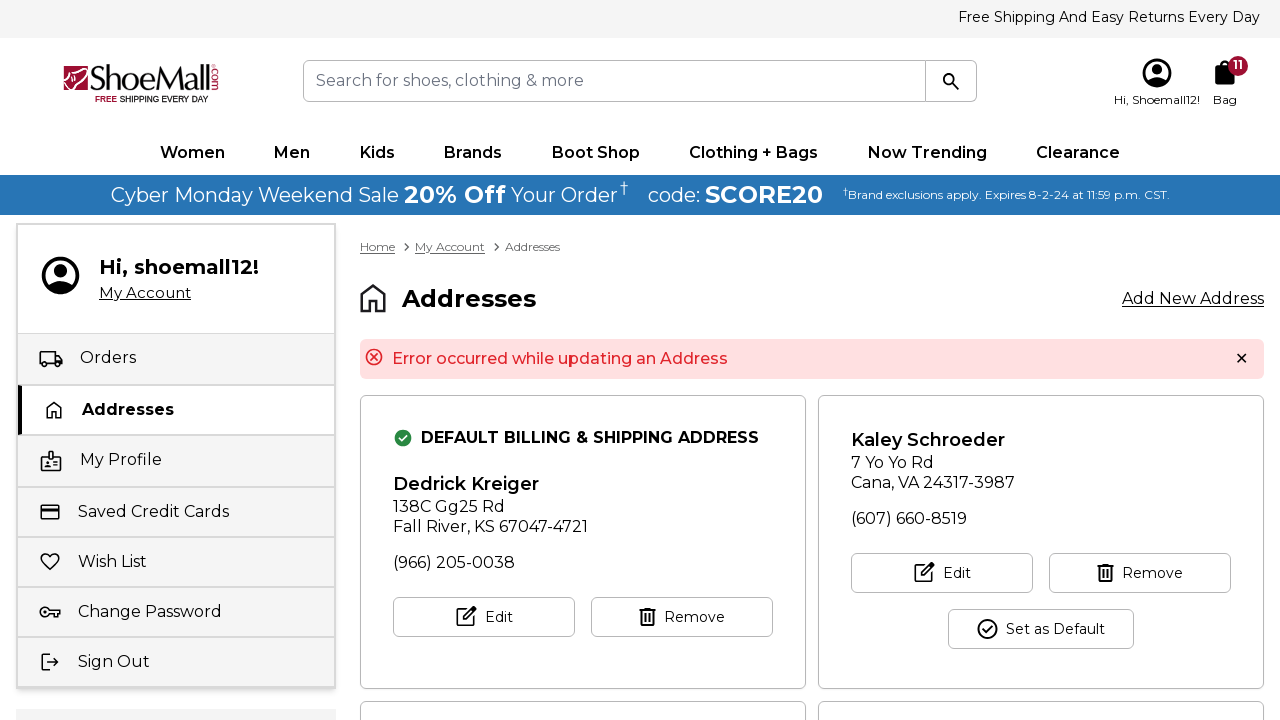 Free Shipping And Easy Returns Every Day
ShoeMall.com®
FREE SHIPPING EVERY DAY
Search for shoes, clothing & more
Hi, Shoemall12!
11
Bag
Women Men Kids Brands Boot Shop Clothing + Bags Now Trending Clearance
Cyber Monday Weekend Sale 20% Off Your Order† code: SCORE20 †Brand exclusions apply. Expires 8-2-24 at 11:59 p.m. CST.
Hi, shoemall12!
My Account
Orders
Addresses
My Profile
Saved Credit Cards
Wish List
Change Password
Sign Out
Home > My Account > Addresses
Addresses
Add New Address
Error occurred while updating an Address
DEFAULT BILLING & SHIPPING ADDRESS
Dedrick Kreiger
138C Gg25 Rd
Fall River, KS 67047-4721
(966) 205-0038
Edit
Remove
Kaley Schroeder
7 Yo Yo Rd
Cana, VA 24317-3987
(607) 660-8519
Edit
Remove
Set as Default